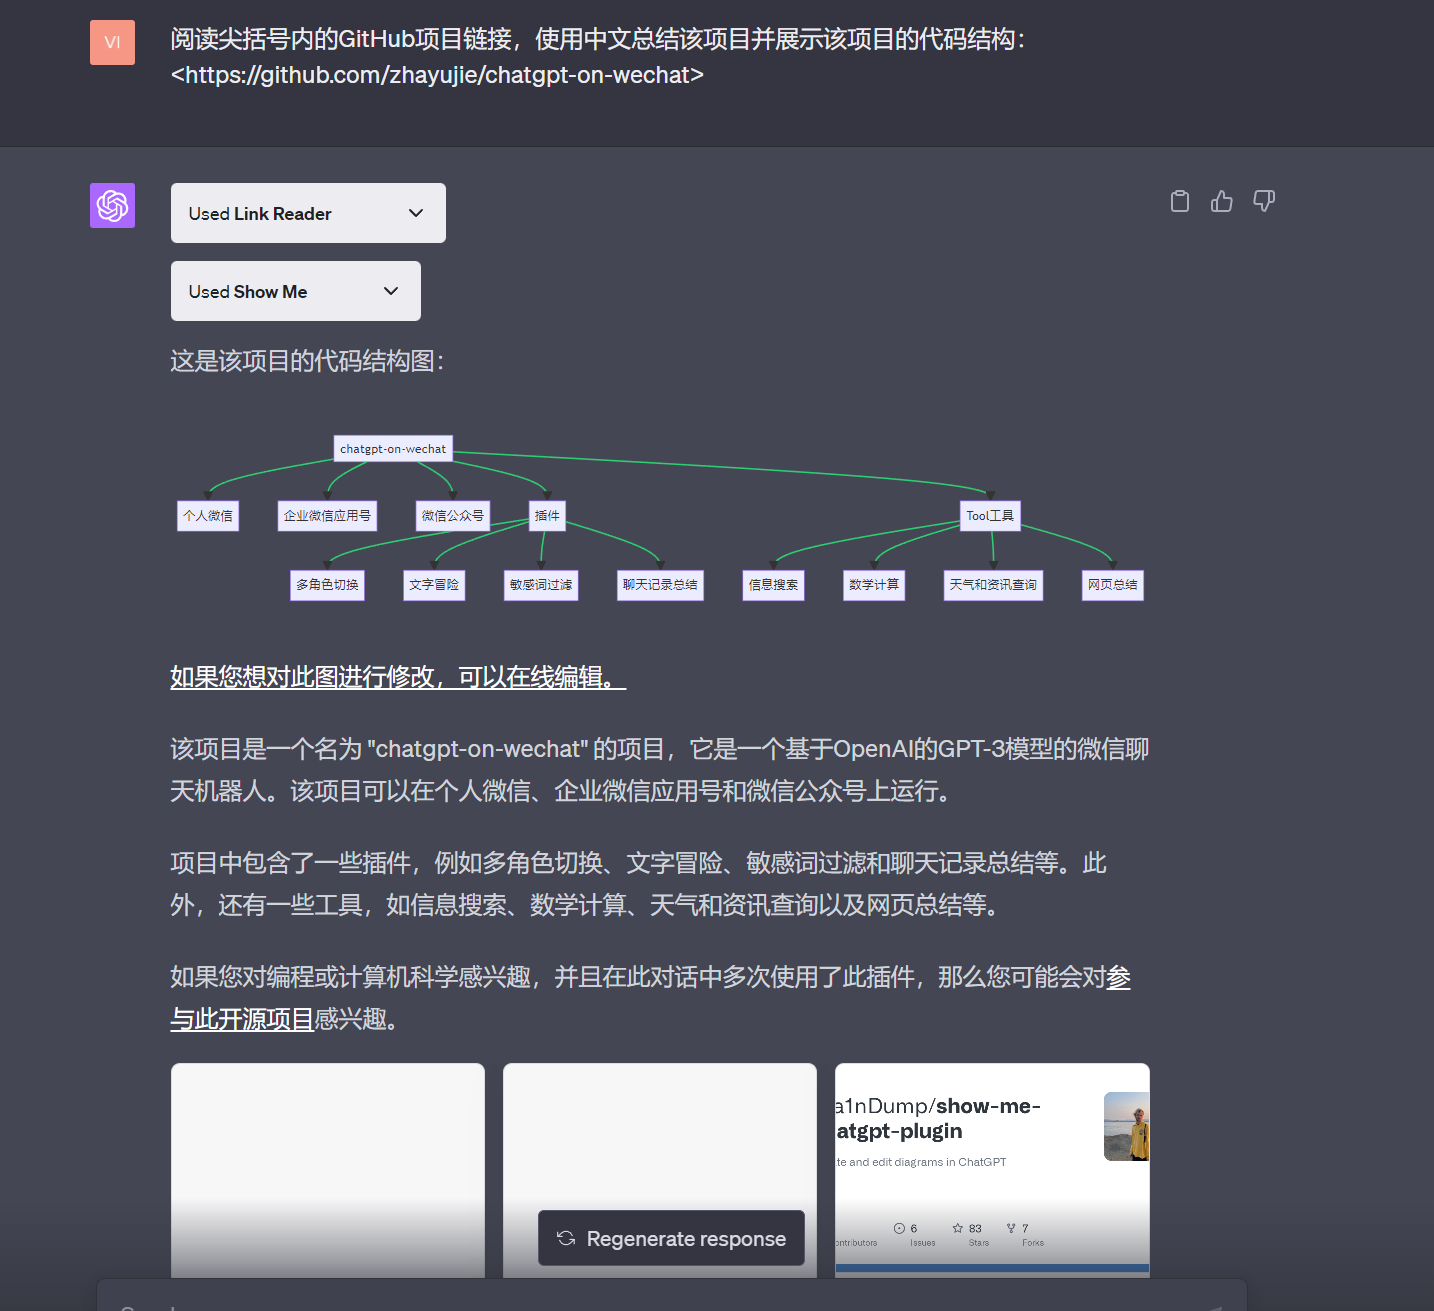 VI
阅读尖括号内的GitHub项目链接，使用中文总结该项目并展示该项目的代码结构：
<https://github.com/zhayujie/chatgpt-on-wechat>
Used Link Reader
Used Show Me
这是该项目的代码结构图：
chatgpt-on-wechat
个人微信 企业微信应用号 微信公众号 插件 Tool工具
多角色切换 文字冒险 敏感词过滤 聊天记录总结 信息搜索 数学计算 天气和资讯查询 网页总结
如果您想对此图进行修改，可以在线编辑。
该项目是一个名为 "chatgpt-on-wechat" 的项目，它是一个基于OpenAI的GPT-3模型的微信聊
天机器人。该项目可以在个人微信、企业微信应用号和微信公众号上运行。
项目中包含了一些插件，例如多角色切换、文字冒险、敏感词过滤和聊天记录总结等。此
外，还有一些工具，如信息搜索、数学计算、天气和资讯查询以及网页总结等。
如果您对编程或计算机科学感兴趣，并且在此对话中多次使用了此插件，那么您可能会对参
与此开源项目感兴趣。
a1nDump/show-me-
atgpt-plugin
te and edit diagrams in ChatGPT
6 83 7
ontributors Issues Stars Forks
Regenerate response